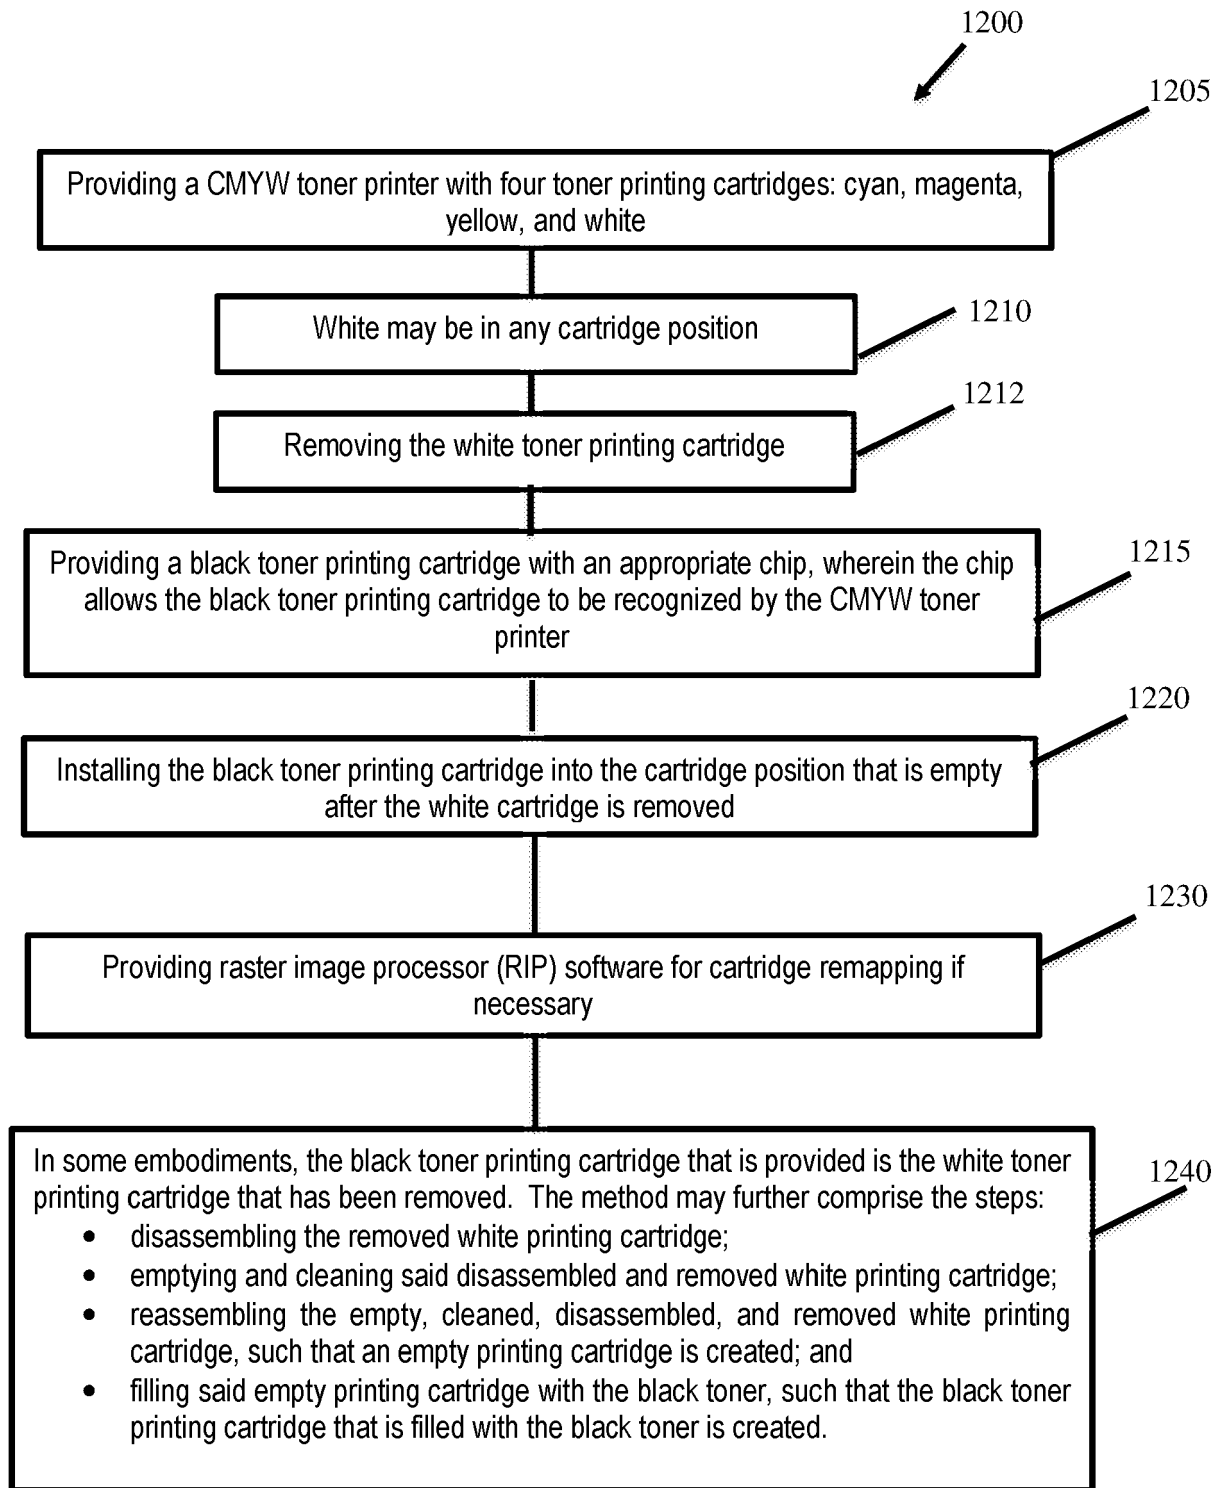 1200
1205
Providing a CMYW toner printer with four toner printing cartridges: cyan, magenta,
yellow, and white
White may be in any cartridge position
1210
1212
Removing the white toner printing cartridge
1215
Providing a black toner printing cartridge with an appropriate chip, wherein the chip
allows the black toner printing cartridge to be recognized by the CMYW toner
printer
1220
Installing the black toner printing cartridge into the cartridge position that is empty
after the white cartridge is removed
1230
Providing raster image processor (RIP) software for cartridge remapping if
necessary
1240
In some embodiments, the black toner printing cartridge that is provided is the white toner
printing cartridge that has been removed. The method may further comprise the steps:
• disassembling the removed white printing cartridge;
• emptying and cleaning said disassembled and removed white printing cartridge;
• reassembling the empty, cleaned, disassembled, and removed white printing
cartridge, such that an empty printing cartridge is created; and
• filling said empty printing cartridge with the black toner, such that the black toner
printing cartridge that is filled with the black toner is created.